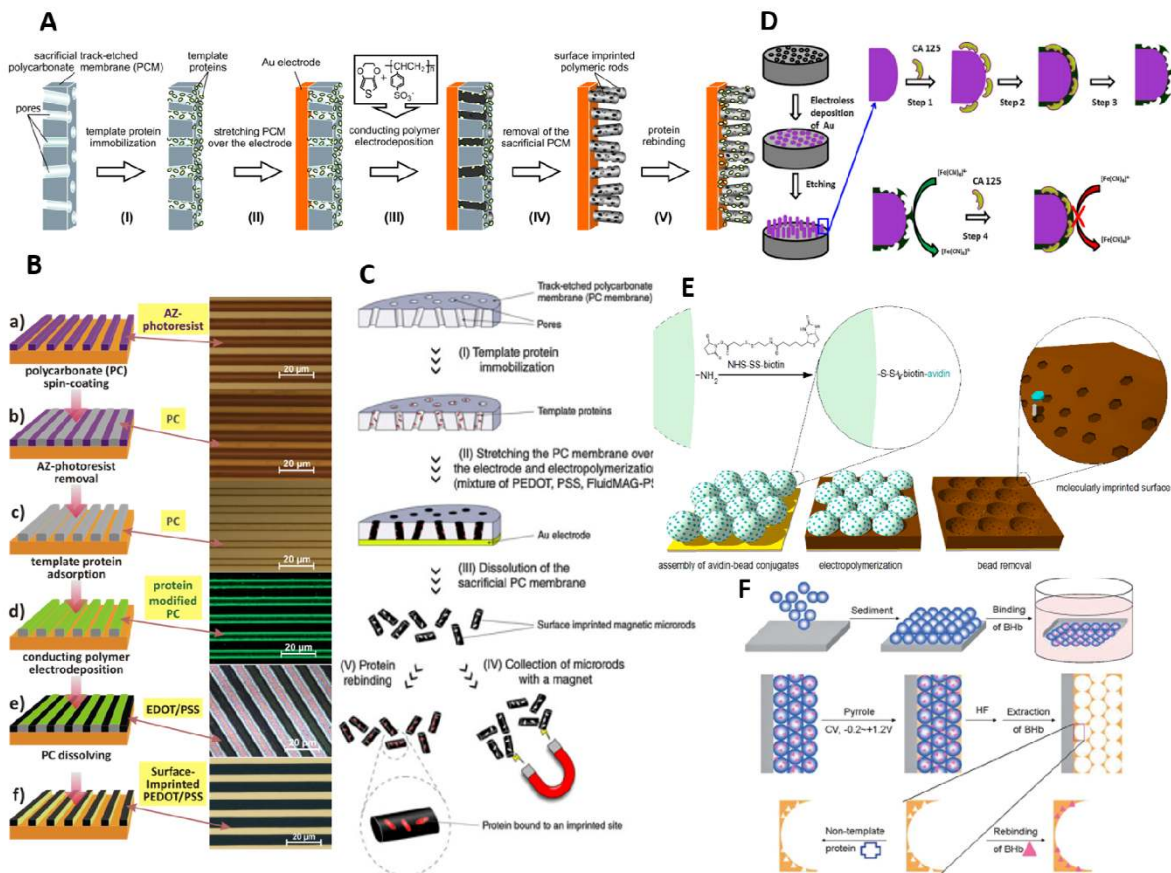 A
sacrificial track-etched
polycarbonate
membrane (PCM)
pores
template
proteins
Au electrode
surface imprinted
polymeric rods
template protein
immobilization
stretching PCM
over the electrode
conducting polymer
electrodeposition
removal of the
sacrificial PCM
protein
rebinding
(I)
(II)
(III)
(IV)
(V)
D
Electroless
deposition
of Au
Etching
CA 125
Step 1
Step 2
Step 3
CA 125
Step 4
B
a)
AZ-
photoresist
20 µm
polycarbonate (PC)
spin-coating
b)
PC
20 µm
AZ-photoresist
removal
c)
PC
20 µm
template protein
adsorption
d)
protein
modified
PC
20 µm
conducting polymer
electrodeposition
e)
EDOT/PSS
20 µm
PC dissolving
f)
Surface-
Imprinted
PEDOT/PSS
20 µm
C
Track-etched polycarbonate
membrane (PC membrane)
Pores
(I) Template protein
immobilization
Template proteins
(II) Stretching the PC membrane over
the electrode and electropolymerization
(mixture of PEDOT, PSS, FluidMAG-PS
Au electrode
(III) Dissolution of the
sacrificial PC membrane
Surface imprinted magnetic microrods
(V) Protein
rebinding
(IV) Collection of microrods
with a magnet
Protein bound to an imprinted site
E
~NH₂
NHS-SS-biotin
biotin-avidin
molecularly imprinted surface
assembly of avidin-bead conjugates
electropolymerization
bead removal
F
Sediment
Binding
of BHb
Pyrrole
CV, -0.2~+1.2V
HF
Extraction
of BHb
Non-template
protein
Rebinding
of BHb